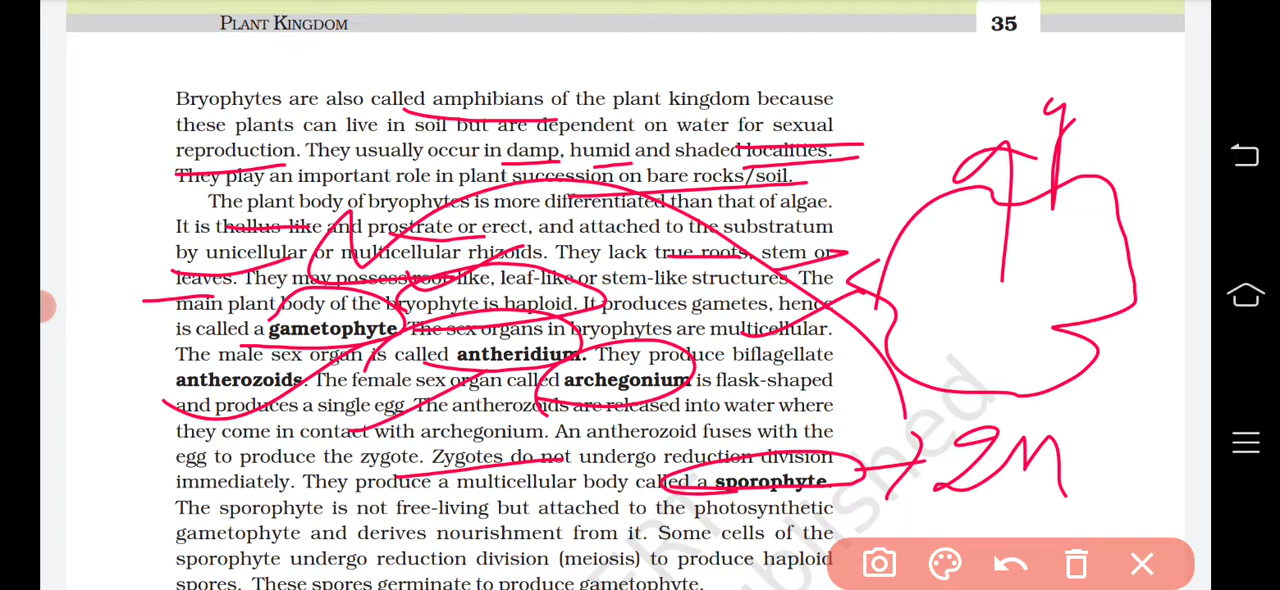 PLANT KINGDOM
35
Bryophytes are also called amphibians of the plant kingdom because
these plants can live in soil but are dependent on water for sexual
reproduction. They usually occur in damp, humid and shaded localities.
They play an important role in plant succession on bare rocks/soil.
The plant body of bryophytes is more differentiated than that of algae.
It is thallus-like and prostrate or erect, and attached to the substratum
by unicellular or multicellular rhizoids. They lack true roots, stem or
leaves. They may possess root-like, leaf-like or stem-like structures. The
main plant body of the bryophyte is haploid. It produces gametes, hence
is called a gametophyte. The sex organs in bryophytes are multicellular.
The male sex organ is called antheridium. They produce biflagellate
antherozoids. The female sex organ called archegonium is flask-shaped
and produces a single egg. The antherozoids are released into water where
they come in contact with archegonium. An antherozoid fuses with the
egg to produce the zygote. Zygotes do not undergo reduction division
immediately. They produce a multicellular body called a sporophyte.
The sporophyte is not free-living but attached to the photosynthetic
gametophyte and derives nourishment from it. Some cells of the
sporophyte undergo reduction division (meiosis) to produce haploid
spores. These spores germinate to produce gametophyte.
2n